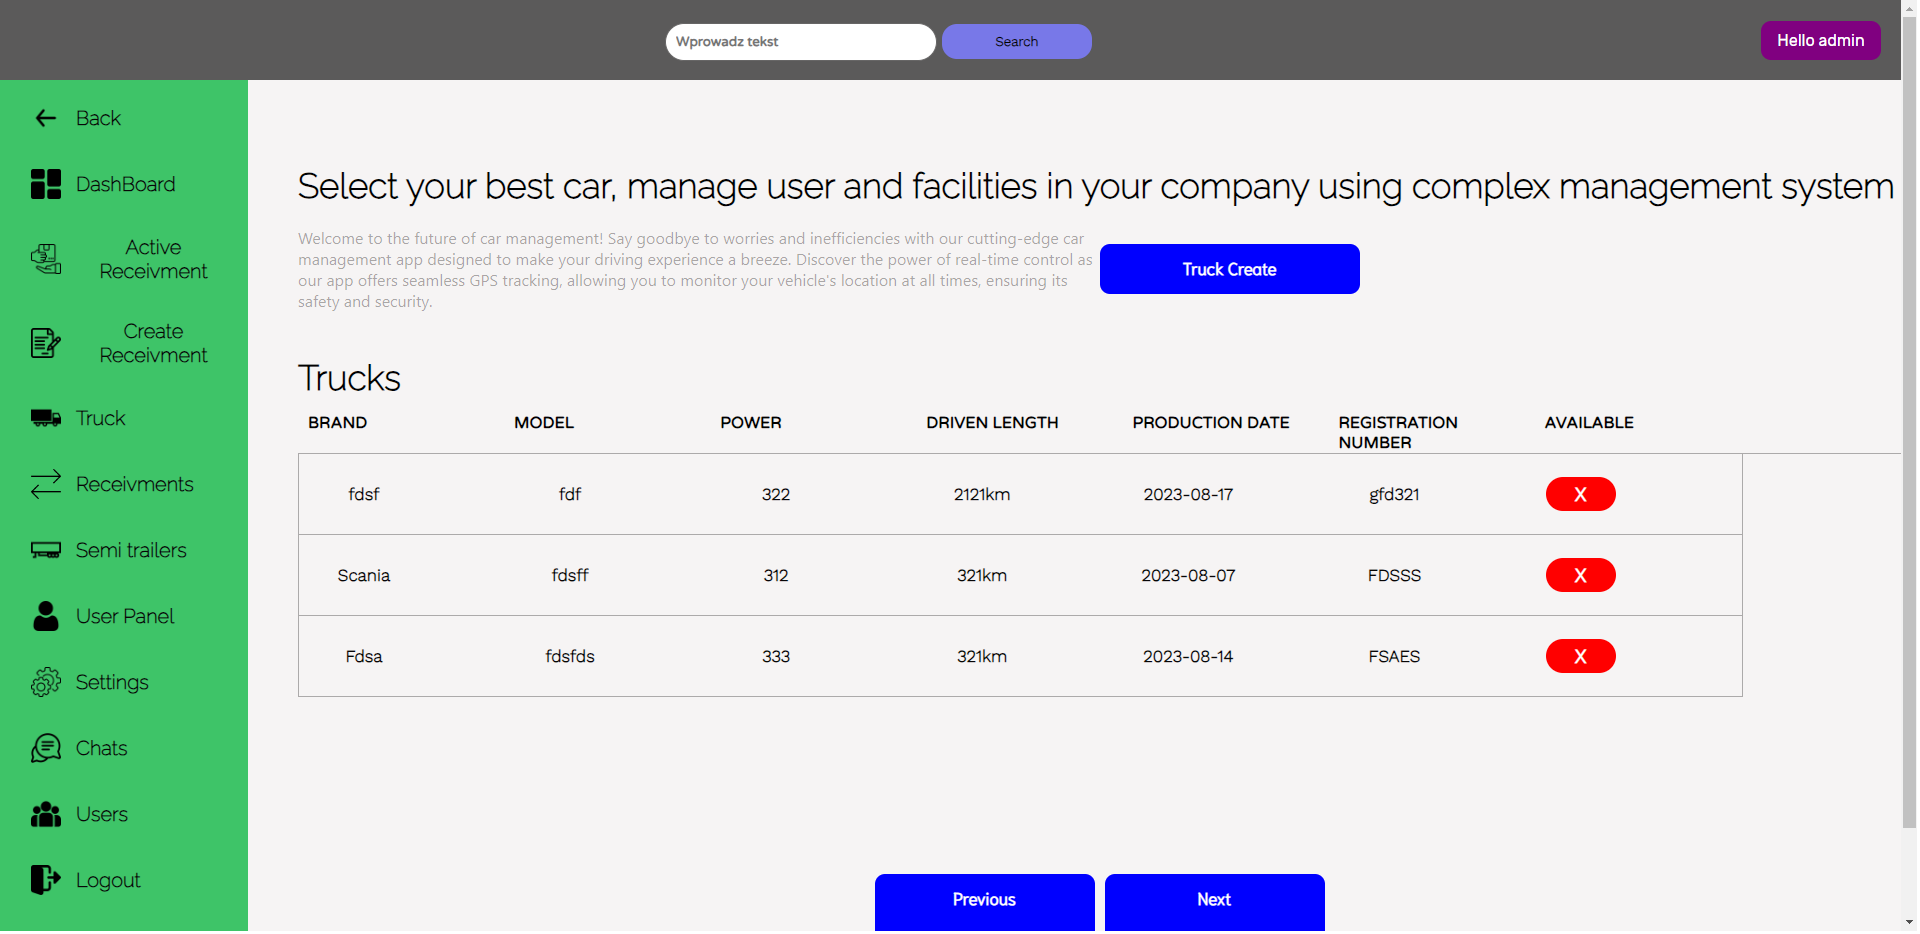 Wprowadz tekst
Search
Hello admin
Back
DashBoard
Active
Receivment
Create
Receivment
Truck
Receivments
Semi trailers
User Panel
Settings
Chats
Users
Logout
Select your best car, manage user and facilities in your company using complex management system
Welcome to the future of car management! Say goodbye to worries and inefficiencies with our cutting-edge car
management app designed to make your driving experience a breeze. Discover the power of real-time control as
our app offers seamless GPS tracking, allowing you to monitor your vehicle's location at all times, ensuring its
safety and security.
Truck Create
Trucks
BRAND MODEL POWER DRIVEN LENGTH PRODUCTION DATE REGISTRATION NUMBER AVAILABLE
fdsf fdf 322 2121km 2023-08-17 gfd321 X
Scania fdsff 312 321km 2023-08-07 FDSSS X
Fdsa fdsfds 333 321km 2023-08-14 FSAES X
Previous Next